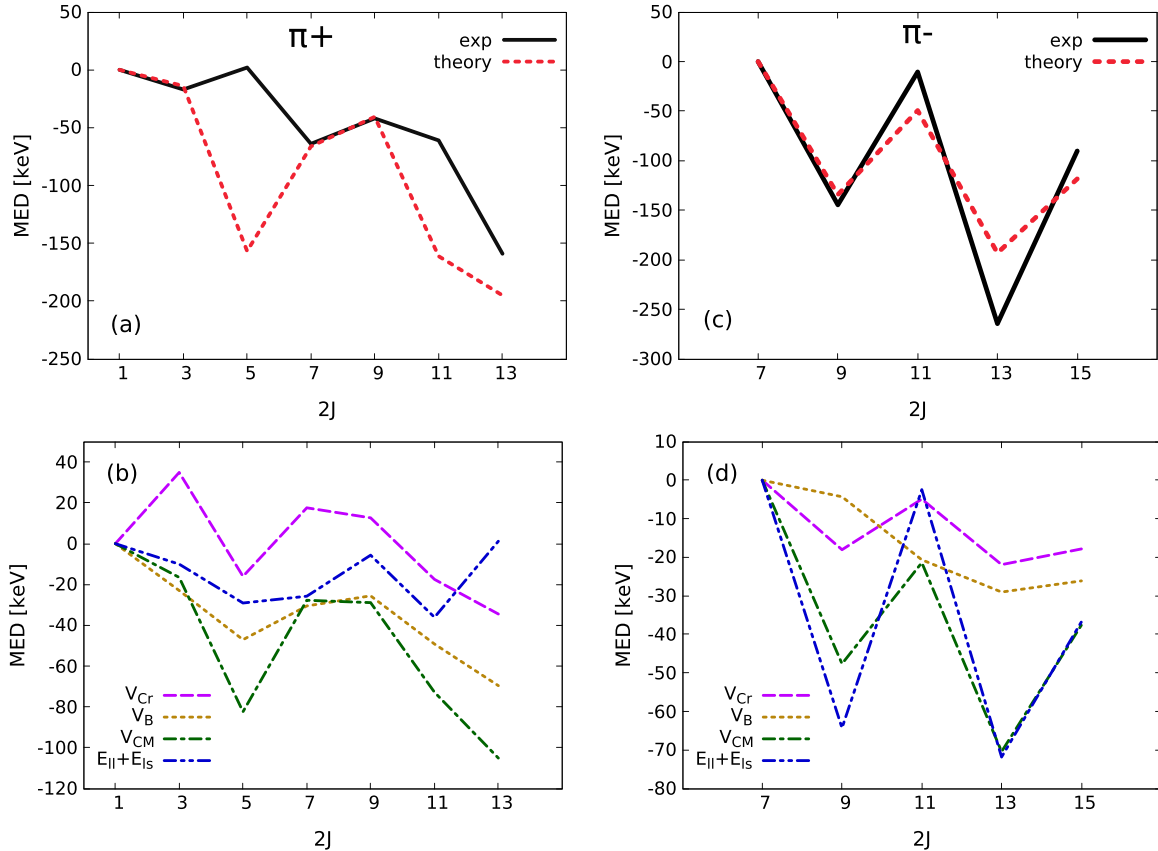 π+
exp
theory
MED [keV]
50
0
-50
-100
-150
-200
-250
(a)
1 3 5 7 9 11 13
2J
π-
exp
theory
MED [keV]
50
0
-50
-100
-150
-200
-250
-300
(c)
7 9 11 13 15
2J
(b)
MED [keV]
40
20
0
-20
-40
-60
-80
-100
-120
V_Cr
V_B
V_CM
E_ll+E_ls
1 3 5 7 9 11 13
2J
(d)
MED [keV]
10
0
-10
-20
-30
-40
-50
-60
-70
-80
V_Cr
V_B
V_CM
E_ll+E_ls
7 9 11 13 15
2J